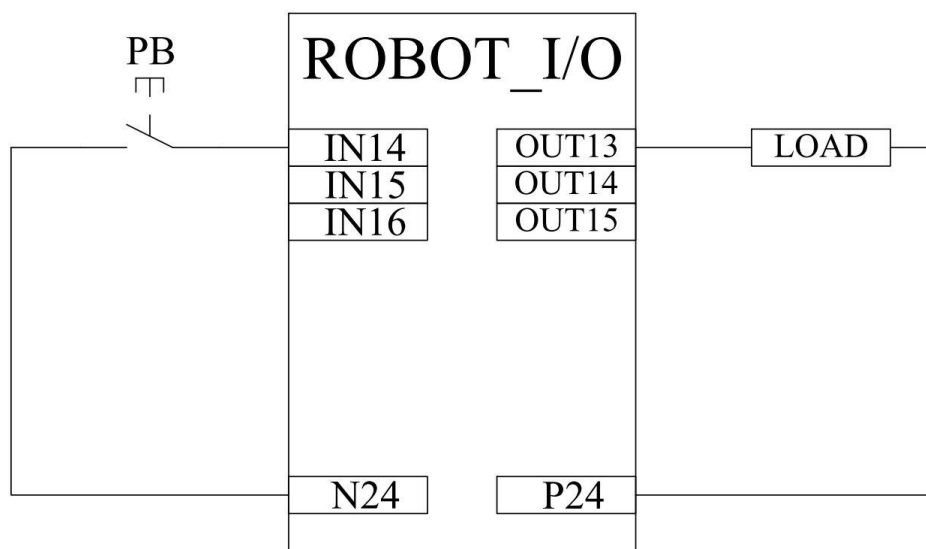 PB
ROBOT_I/O
IN14
OUT13
LOAD
IN15
OUT14
IN16
OUT15
N24
P24